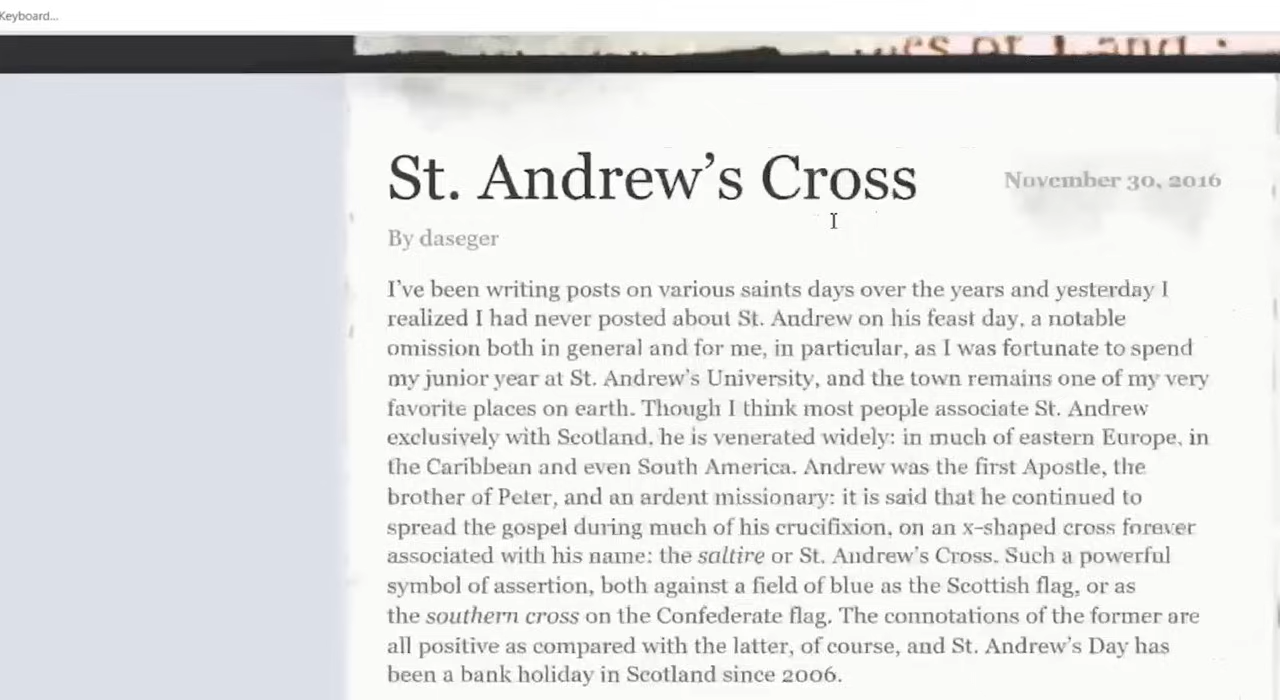 Keyboard...
St. Andrew’s Cross
November 30, 2016
By daseger
I’ve been writing posts on various saints days over the years and yesterday I
realized I had never posted about St. Andrew on his feast day, a notable
omission both in general and for me, in particular, as I was fortunate to spend
my junior year at St. Andrew’s University, and the town remains one of my very
favorite places on earth. Though I think most people associate St. Andrew
exclusively with Scotland, he is venerated widely: in much of eastern Europe, in
the Caribbean and even South America. Andrew was the first Apostle, the
brother of Peter, and an ardent missionary: it is said that he continued to
spread the gospel during much of his crucifixion, on an x-shaped cross forever
associated with his name: the saltire or St. Andrew’s Cross. Such a powerful
symbol of assertion, both against a field of blue as the Scottish flag, or as
the southern cross on the Confederate flag. The connotations of the former are
all positive as compared with the latter, of course, and St. Andrew’s Day has
been a bank holiday in Scotland since 2006.